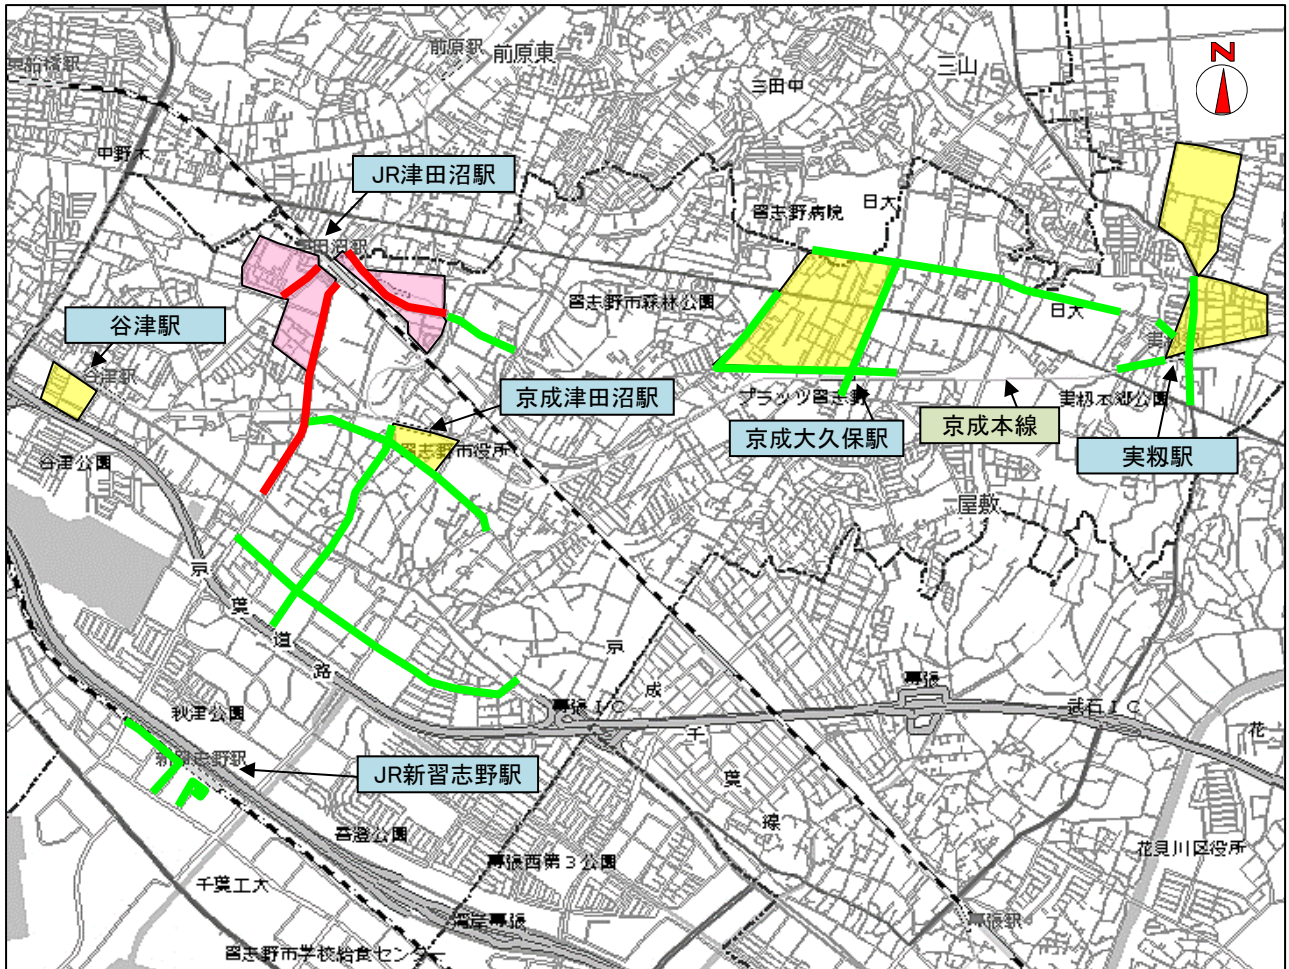 前原駅
前原東
三山
N
東船橋駅
三田中
中野木
JR津田沼駅
習志野病院
日大
津田沼駅
習志野市森林公園
日大
谷津駅
京成津田沼駅
プラッツ習志野
実籾本郷公園
京成大久保駅
京成本線
実籾駅
習志野市役所
谷津公園
屋敷
京
葉
道
路
京
成
千
葉
線
幕張
幕張IC
武石IC
花
秋津公園
新習志野駅
JR新習志野駅
香澄公園
幕張西第3公園
花見川区役所
千葉工大
湾岸幕張
幕張駅
習志野市学校給食センター